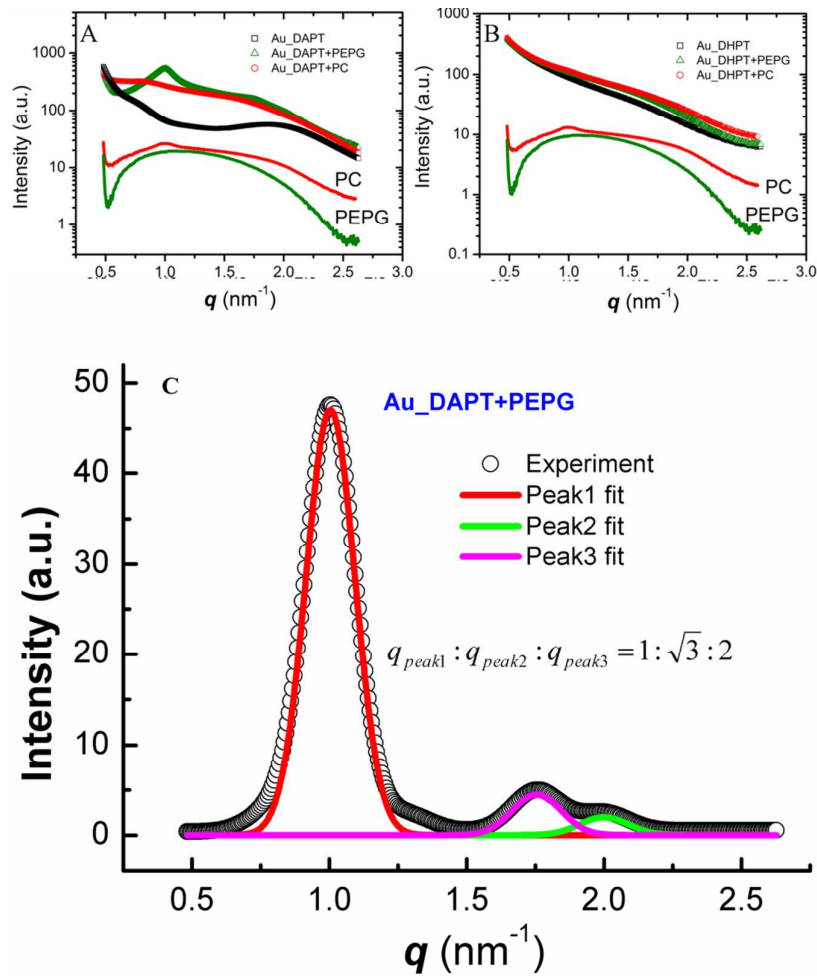 A
Au_DAPT
Au_DAPT+PEPG
Au_DAPT+PC
1000
100
10
1
Intensity (a.u.)
PC
PEPG
0.5 1.0 1.5 2.0 2.5 3.0
q (nm⁻¹)
B
Au_DHPT
Au_DHPT+PEPG
Au_DHPT+PC
1000
100
10
1
0.1
Intensity (a.u.)
PC
PEPG
0.5 1.0 1.5 2.0 2.5 3.0
q (nm⁻¹)
C
Au_DAPT+PEPG
Experiment
Peak1 fit
Peak2 fit
Peak3 fit
q peak1 : q peak2 : q peak3 = 1 : √3 : 2
50
40
30
20
10
0
Intensity (a.u.)
0.5 1.0 1.5 2.0 2.5
q (nm⁻¹)